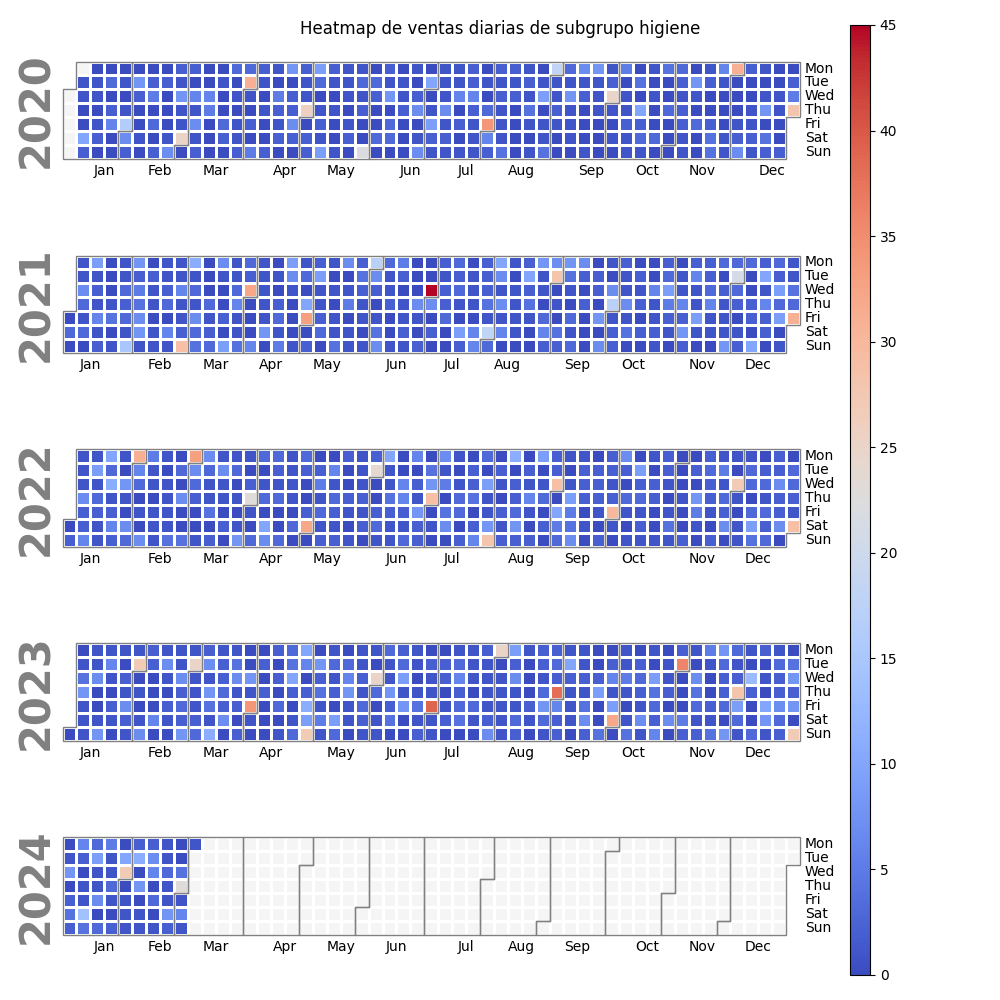 Heatmap de ventas diarias de subgrupo higiene
2020
Mon
Tue
Wed
Thu
Fri
Sat
Sun
Jan Feb Mar Apr May Jun Jul Aug Sep Oct Nov Dec
2021
Mon
Tue
Wed
Thu
Fri
Sat
Sun
Jan Feb Mar Apr May Jun Jul Aug Sep Oct Nov Dec
2022
Mon
Tue
Wed
Thu
Fri
Sat
Sun
Jan Feb Mar Apr May Jun Jul Aug Sep Oct Nov Dec
2023
Mon
Tue
Wed
Thu
Fri
Sat
Sun
Jan Feb Mar Apr May Jun Jul Aug Sep Oct Nov Dec
2024
Mon
Tue
Wed
Thu
Fri
Sat
Sun
Jan Feb Mar Apr May Jun Jul Aug Sep Oct Nov Dec
45
40
35
30
25
20
15
10
5
0